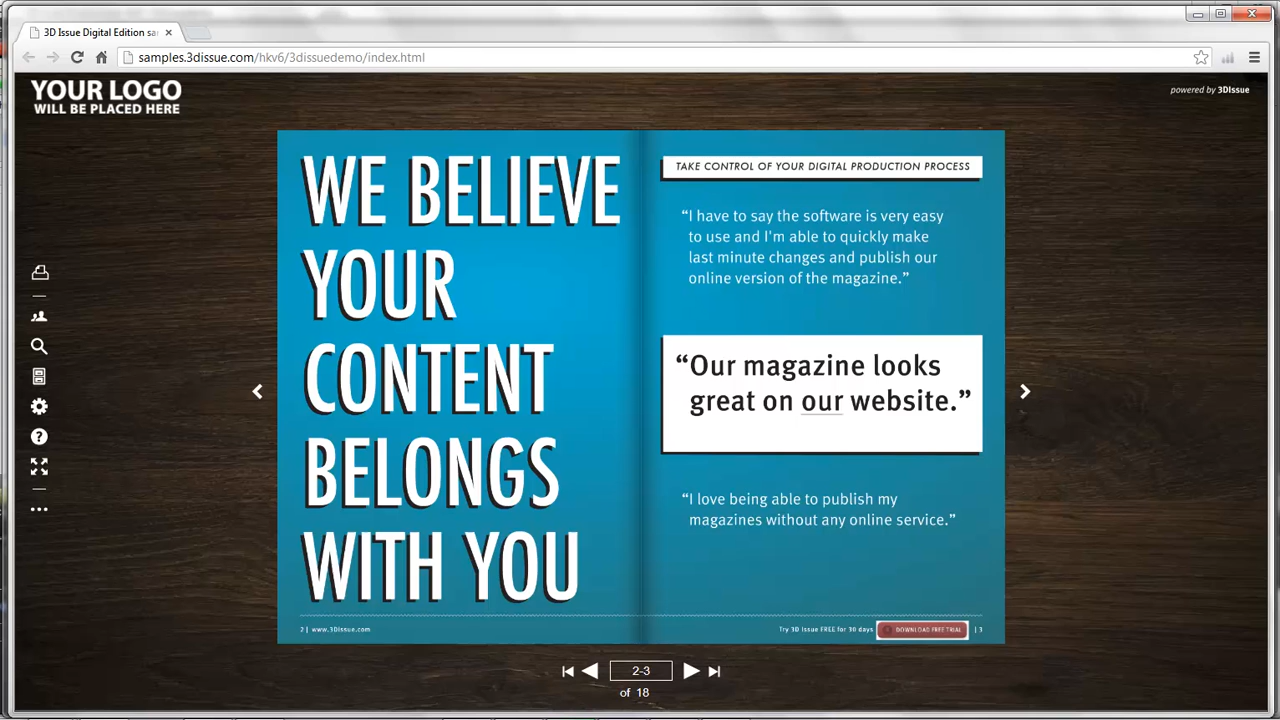 3D Issue Digital Edition sa
samples.3dissue.com/hkv6/3dissuedemo/index.html
YOUR LOGO
WILL BE PLACED HERE
powered by 3DIssue
WE BELIEVE
YOUR
CONTENT
BELONGS
WITH YOU
2 | www.3Dissue.com
TAKE CONTROL OF YOUR DIGITAL PRODUCTION PROCESS
“I have to say the software is very easy
to use and I'm able to quickly make
last minute changes and publish our
online version of the magazine.”
“Our magazine looks
great on our website.”
“I love being able to publish my
magazines without any online service.”
Try 3D Issue FREE for 30 days DOWNLOAD FREE TRIAL | 3
2-3
of 18